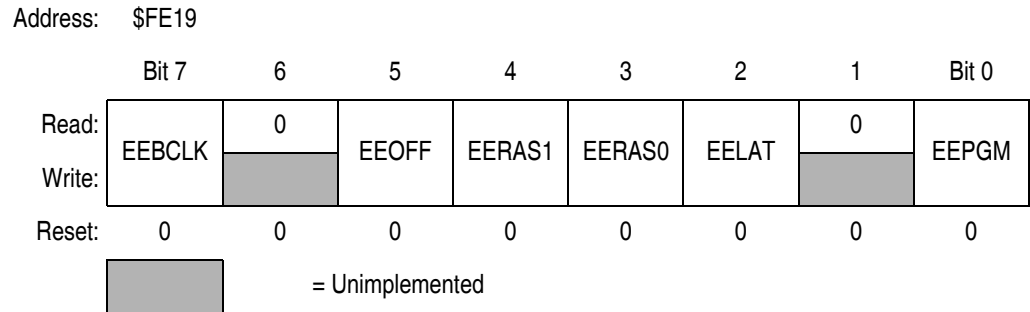 Address: $FE19
Bit 7 6 5 4 3 2 1 Bit 0
Read: 0 0
EEBCLK EEOFF EERAS1 EERAS0 EELAT EEPGM
Write:
Reset: 0 0 0 0 0 0 0 0
= Unimplemented